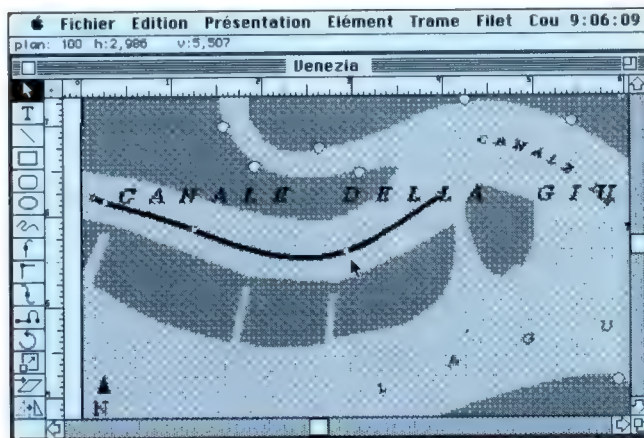 Fichier Edition Présentation Elément Trame Filet Cou 9:06:09
plan: 100 h:2,986 v:5,507
Venezia
T
CANALE
CANALE DELLA GIU
L A G U
N